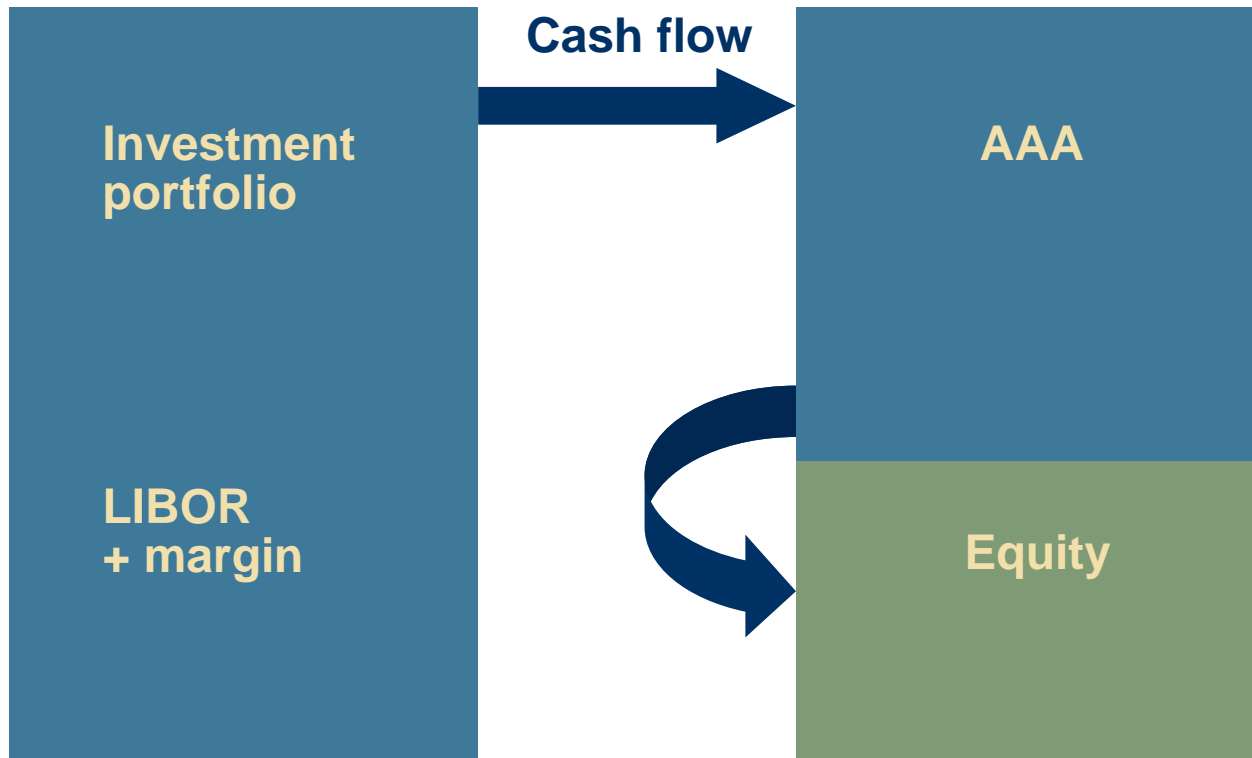 Cash flow
Investment
portfolio
AAA
LIBOR
+ margin
Equity